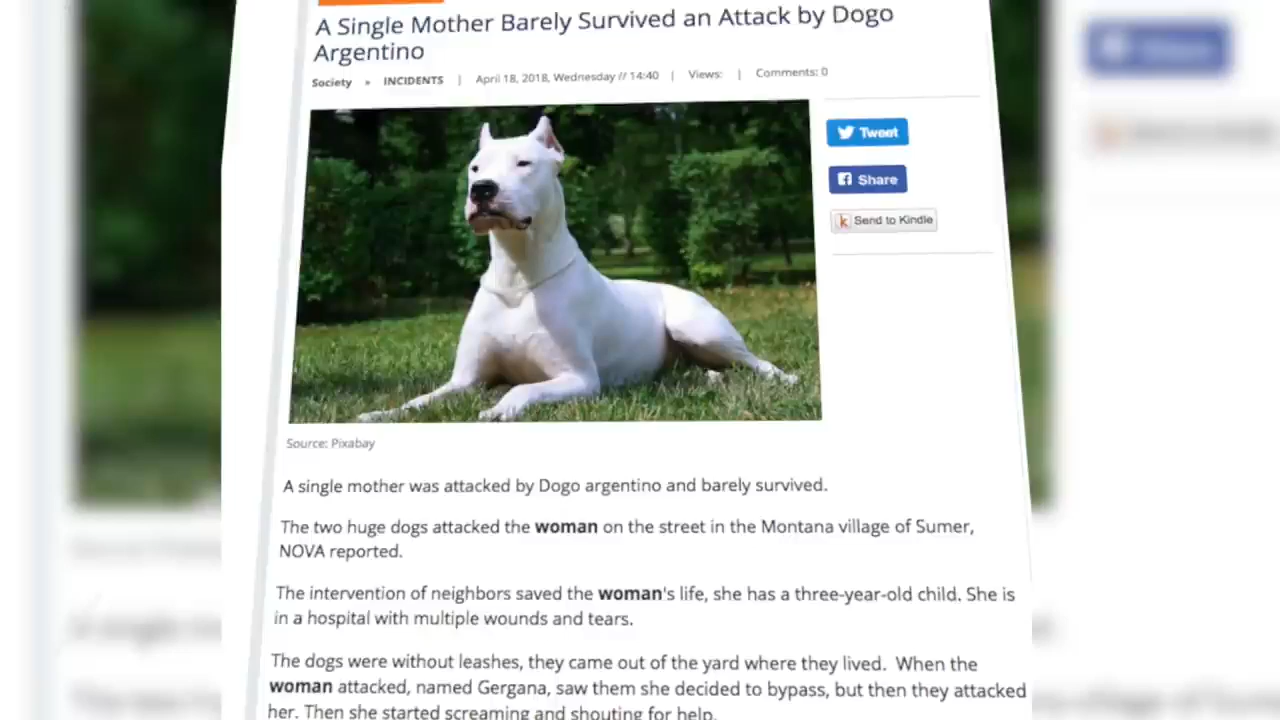 A Single Mother Barely Survived an Attack by Dogo
Argentino
Society » INCIDENTS | April 18, 2018, Wednesday // 14:40 | Views: | Comments: 0
Tweet
Share
Send to Kindle
Source: Pixabay
A single mother was attacked by Dogo argentino and barely survived.
The two huge dogs attacked the woman on the street in the Montana village of Sumer,
NOVA reported.
The intervention of neighbors saved the woman's life, she has a three-year-old child. She is
in a hospital with multiple wounds and tears.
The dogs were without leashes, they came out of the yard where they lived. When the
woman attacked, named Gergana, saw them she decided to bypass, but then they attacked
her. Then she started screaming and shouting for help.